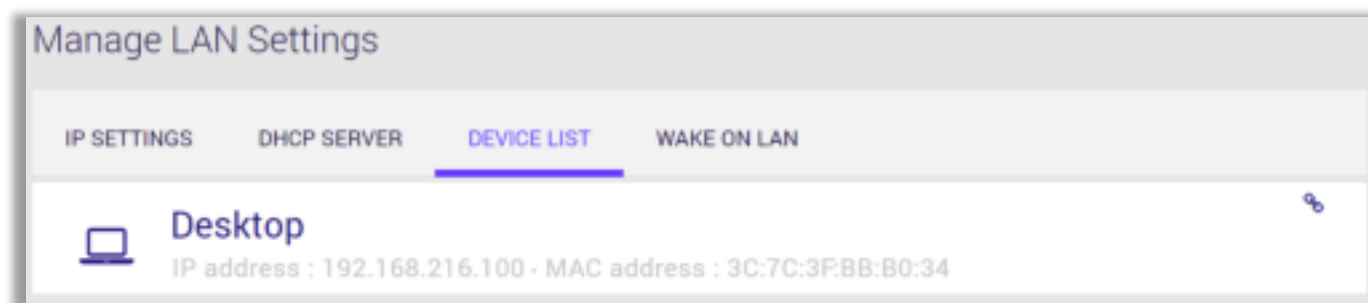 Manage LAN Settings
IP SETTINGS DHCP SERVER DEVICE LIST WAKE ON LAN
Desktop
IP address : 192.168.216.100 - MAC address : 3C:7C:3F:BB:B0:34